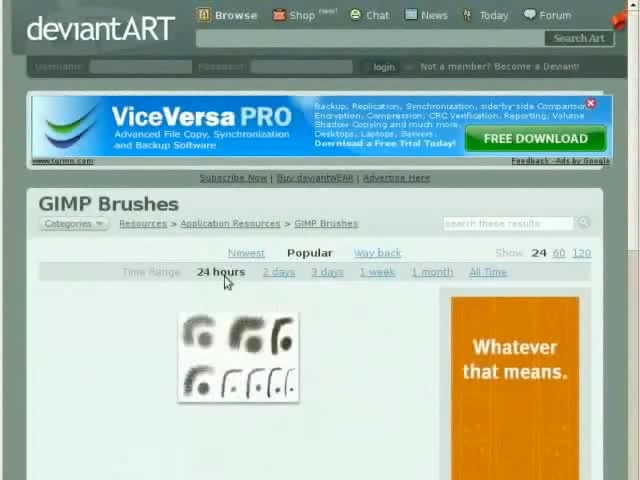 deviantART
Browse Shop new! Chat News Today Forum
Search Art
Username: Password: login Not a member? Become a Deviant!
ViceVersa PRO
Advanced File Copy, Synchronization
and Backup Software
Backup, Replication, Synchronization, side-by-side Comparison,
Encryption, Compression, CRC Verification, Reporting, Volume
Shadow Copying and much more.
Desktops, Laptops, Servers.
Download a Free Trial Today!
FREE DOWNLOAD
www.tgrmn.com Feedback - Ads by Google
Subscribe Now | Buy deviantWEAR | Advertise Here
GIMP Brushes
Categories Resources > Application Resources > GIMP Brushes search these results
Newest Popular Way back Show 24 60 120
Time Range 24 hours 2 days 3 days 1 week 1 month All Time
Whatever
that means.